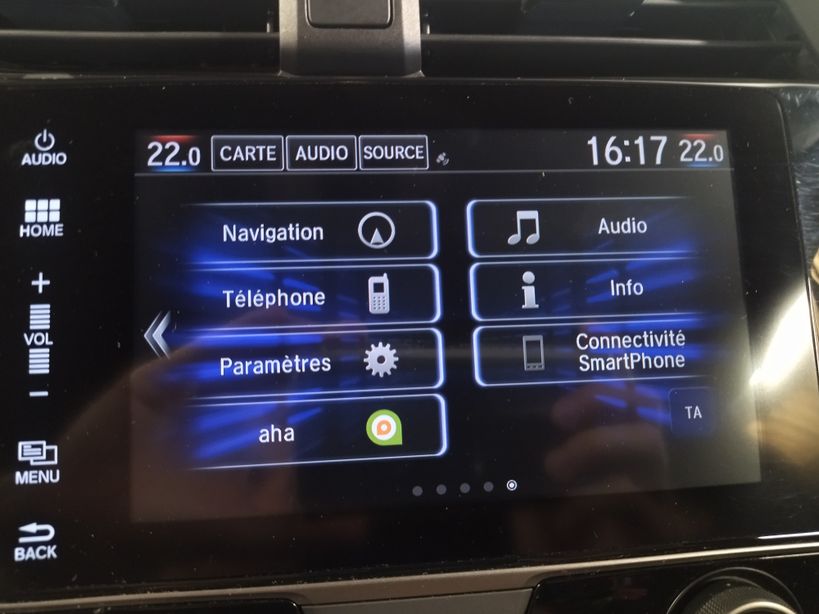 AUDIO
HOME
+
VOL
−
MENU
BACK
22.0 CARTE AUDIO SOURCE 16:17 22.0
Navigation
Téléphone
Paramètres
aha
Audio
Info
Connectivité
SmartPhone
TA